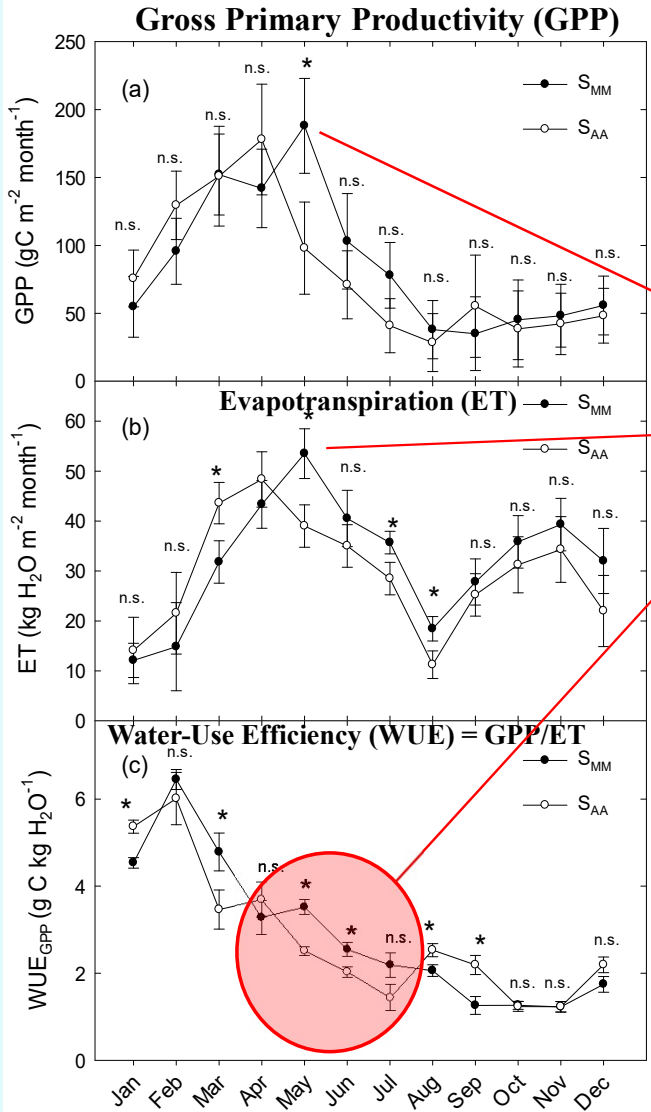 Gross Primary Productivity (GPP)
250
200
150
100
50
0
GPP (gC m⁻² month⁻¹)
(a)
S_MM
S_AA
n.s.
n.s.
n.s.
n.s.
*
n.s.
n.s.
n.s.
n.s.
n.s.
n.s.
n.s.
Evapotranspiration (ET)
60
50
40
30
20
10
0
ET (kg H₂O m⁻² month⁻¹)
(b)
S_MM
S_AA
n.s.
n.s.
*
n.s.
*
n.s.
*
*
n.s.
n.s.
n.s.
n.s.
Water-Use Efficiency (WUE) = GPP/ET
6
4
2
0
WUE_GPP (g C kg H₂O⁻¹)
(c)
S_MM
S_AA
*
n.s.
*
n.s.
*
*
n.s.
*
*
n.s.
n.s.
n.s.
Jan Feb Mar Apr May Jun Jul Aug Sep Oct Nov Dec